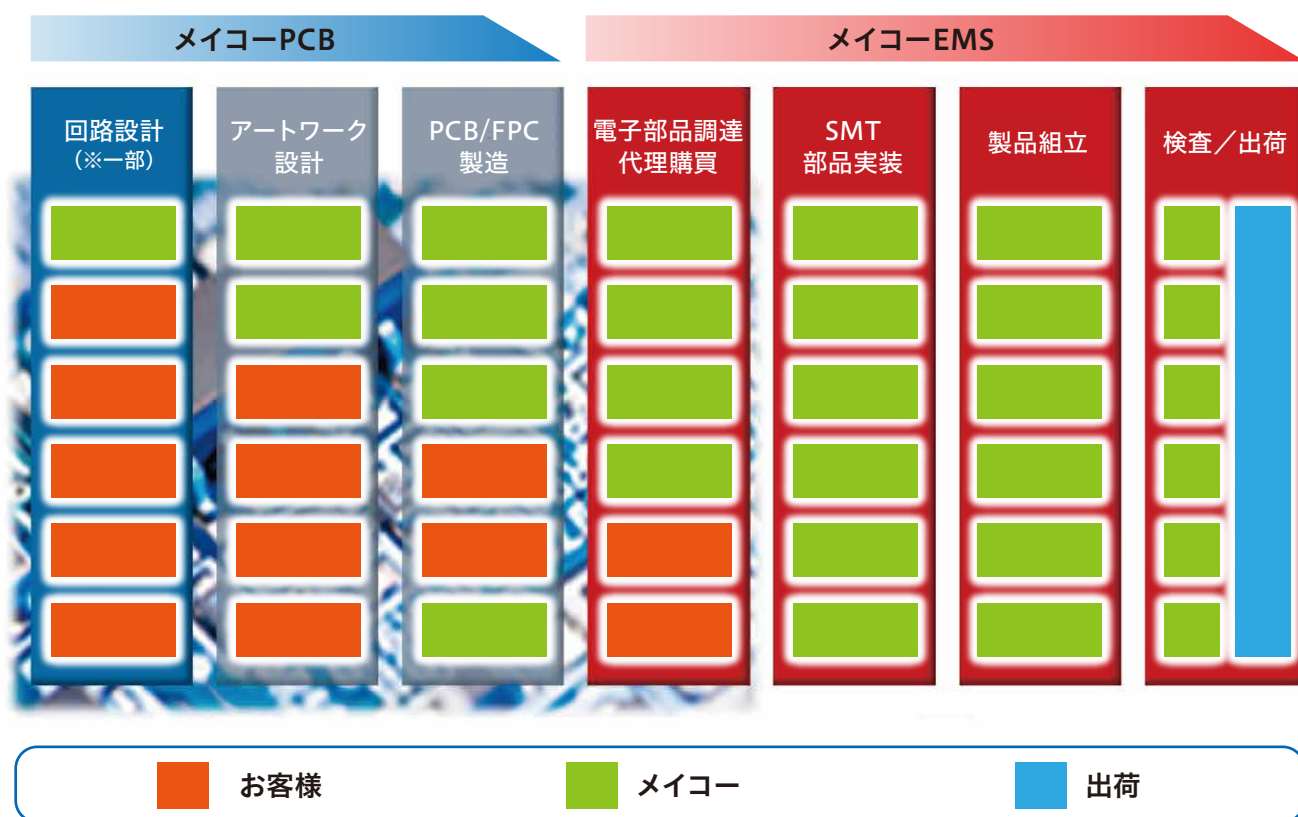 メイコーPCB
メイコーEMS
回路設計
（※一部）
アートワーク
設計
PCB/FPC
製造
電子部品調達
代理購買
SMT
部品実装
製品組立
検査／出荷
お客様
メイコー
出荷